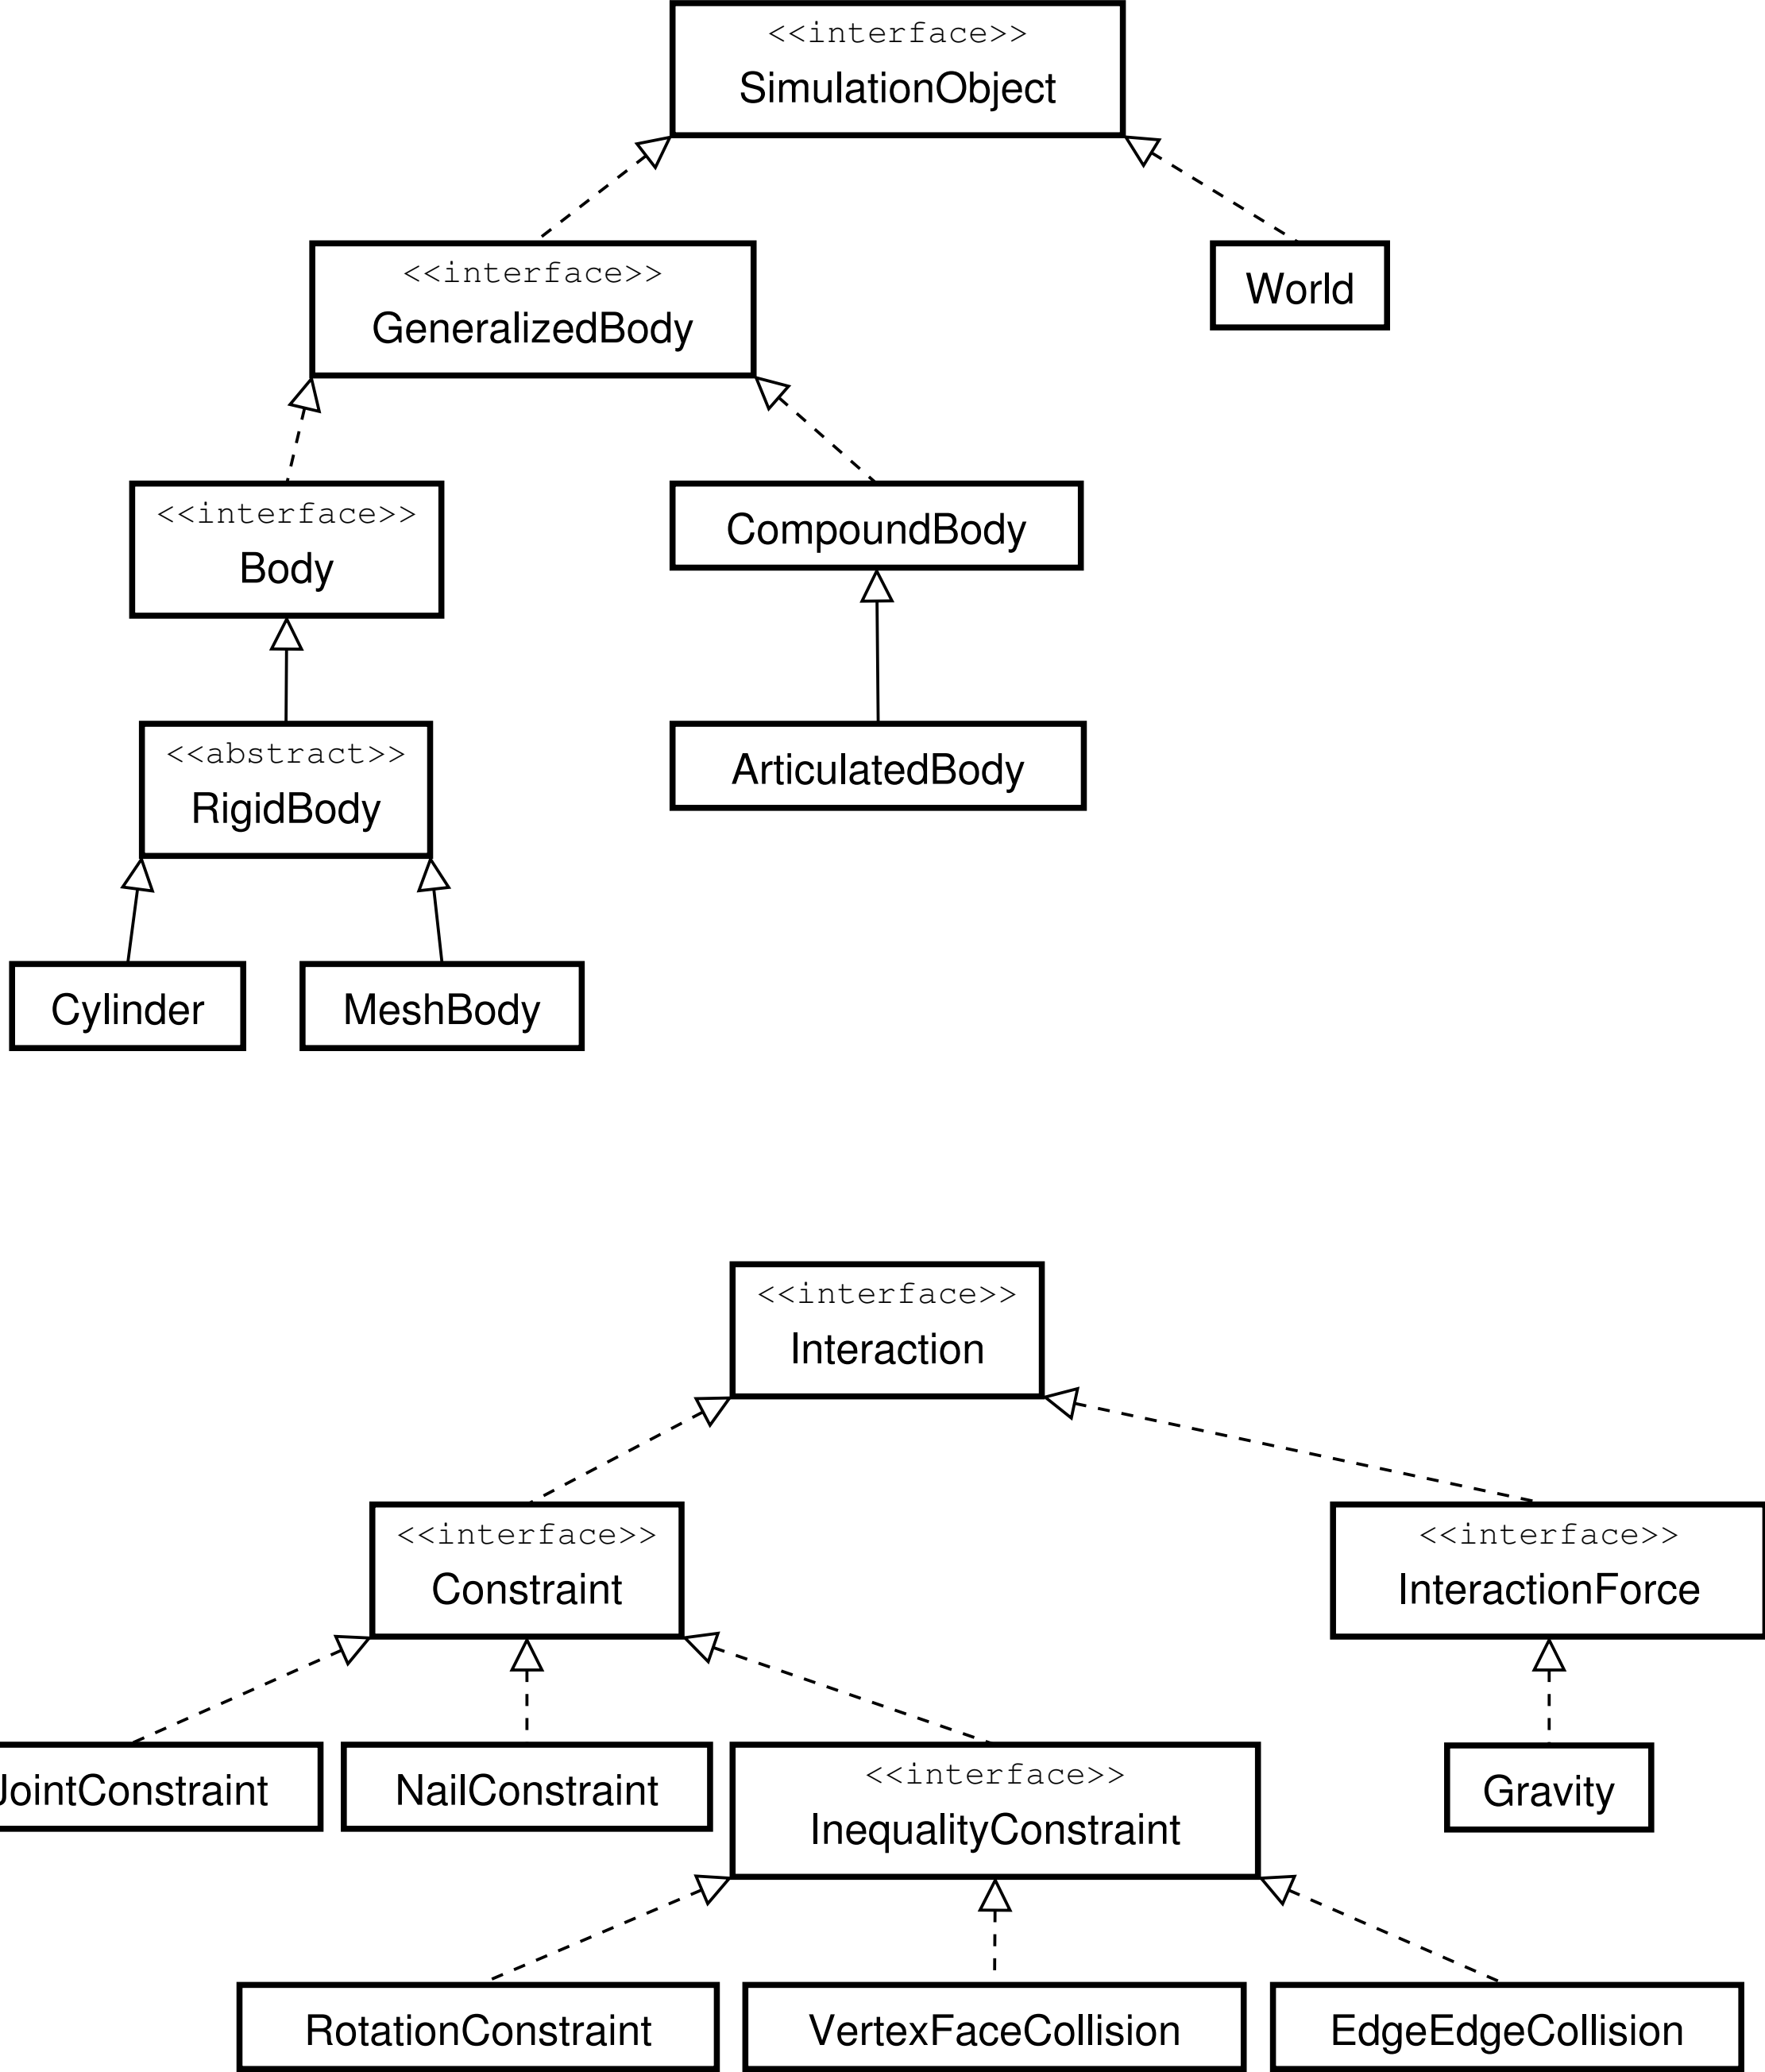 <<interface>>
SimulationObject
<<interface>>
GeneralizedBody
World
<<interface>>
Body
CompoundBody
<<abstract>>
RigidBody
ArticulatedBody
Cylinder
MeshBody
<<interface>>
Interaction
<<interface>>
Constraint
<<interface>>
InteractionForce
JointConstraint
NailConstraint
<<interface>>
InequalityConstraint
Gravity
RotationConstraint
VertexFaceCollision
EdgeEdgeCollision